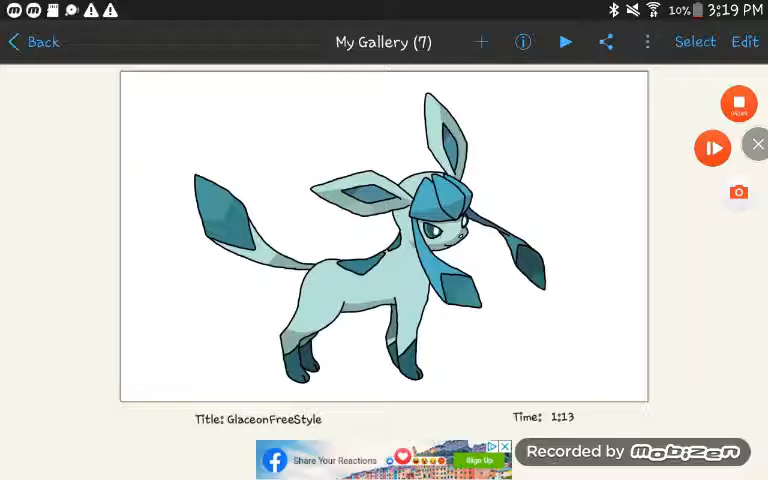 10% 3:19 PM
Back My Gallery (7) Select Edit
Title: GlaceonFreeStyle Time: 1:13
Share Your Reactions Sign Up
Recorded by MOBIZEN